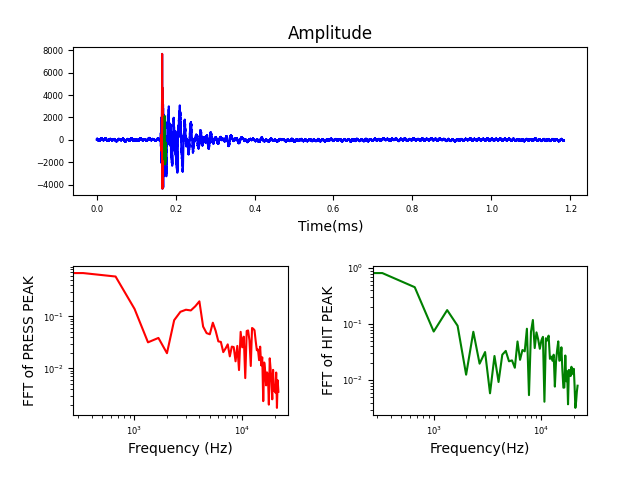 Amplitude
8000
6000
4000
2000
0
−2000
−4000
0.0 0.2 0.4 0.6 0.8 1.0 1.2
Time(ms)
FFT of PRESS PEAK
10⁻¹
10⁻²
10³ 10⁴
Frequency (Hz)
FFT of HIT PEAK
10⁰
10⁻¹
10⁻²
10³ 10⁴
Frequency(Hz)